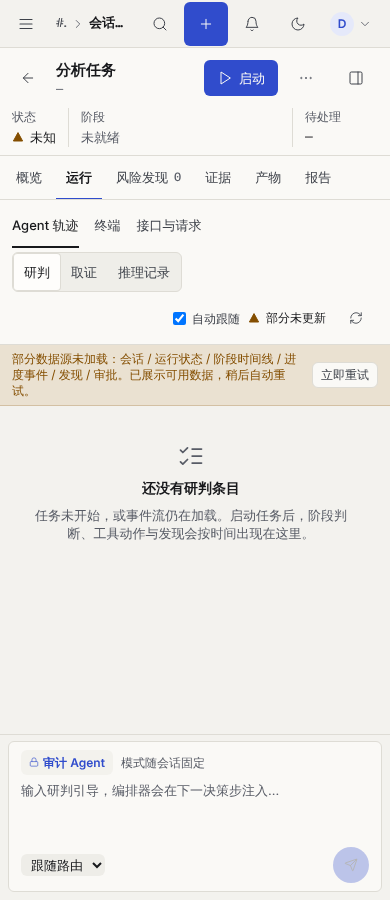 #. > 会话...
D
分析任务
–
启动
状态
未知
阶段
未就绪
待处理
–
概览 运行 风险发现 0 证据 产物 报告
Agent 轨迹 终端 接口与请求
研判 取证 推理记录
自动跟随 部分未更新
部分数据源未加载：会话 / 运行状态 / 阶段时间线 / 进
度事件 / 发现 / 审批。已展示可用数据，稍后自动重
试。
立即重试
还没有研判条目
任务未开始，或事件流仍在加载。启动任务后，阶段判
断、工具动作与发现会按时间出现在这里。
审计 Agent 模式随会话固定
输入研判引导，编排器会在下一决策步注入...
跟随路由